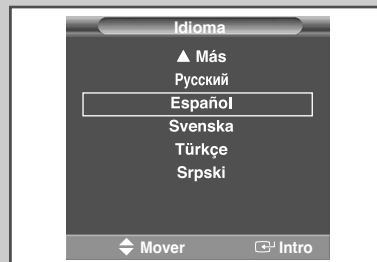 Idioma
▲ Más
Русский
Español
Svenska
Türkçe
Srpski
Mover Intro